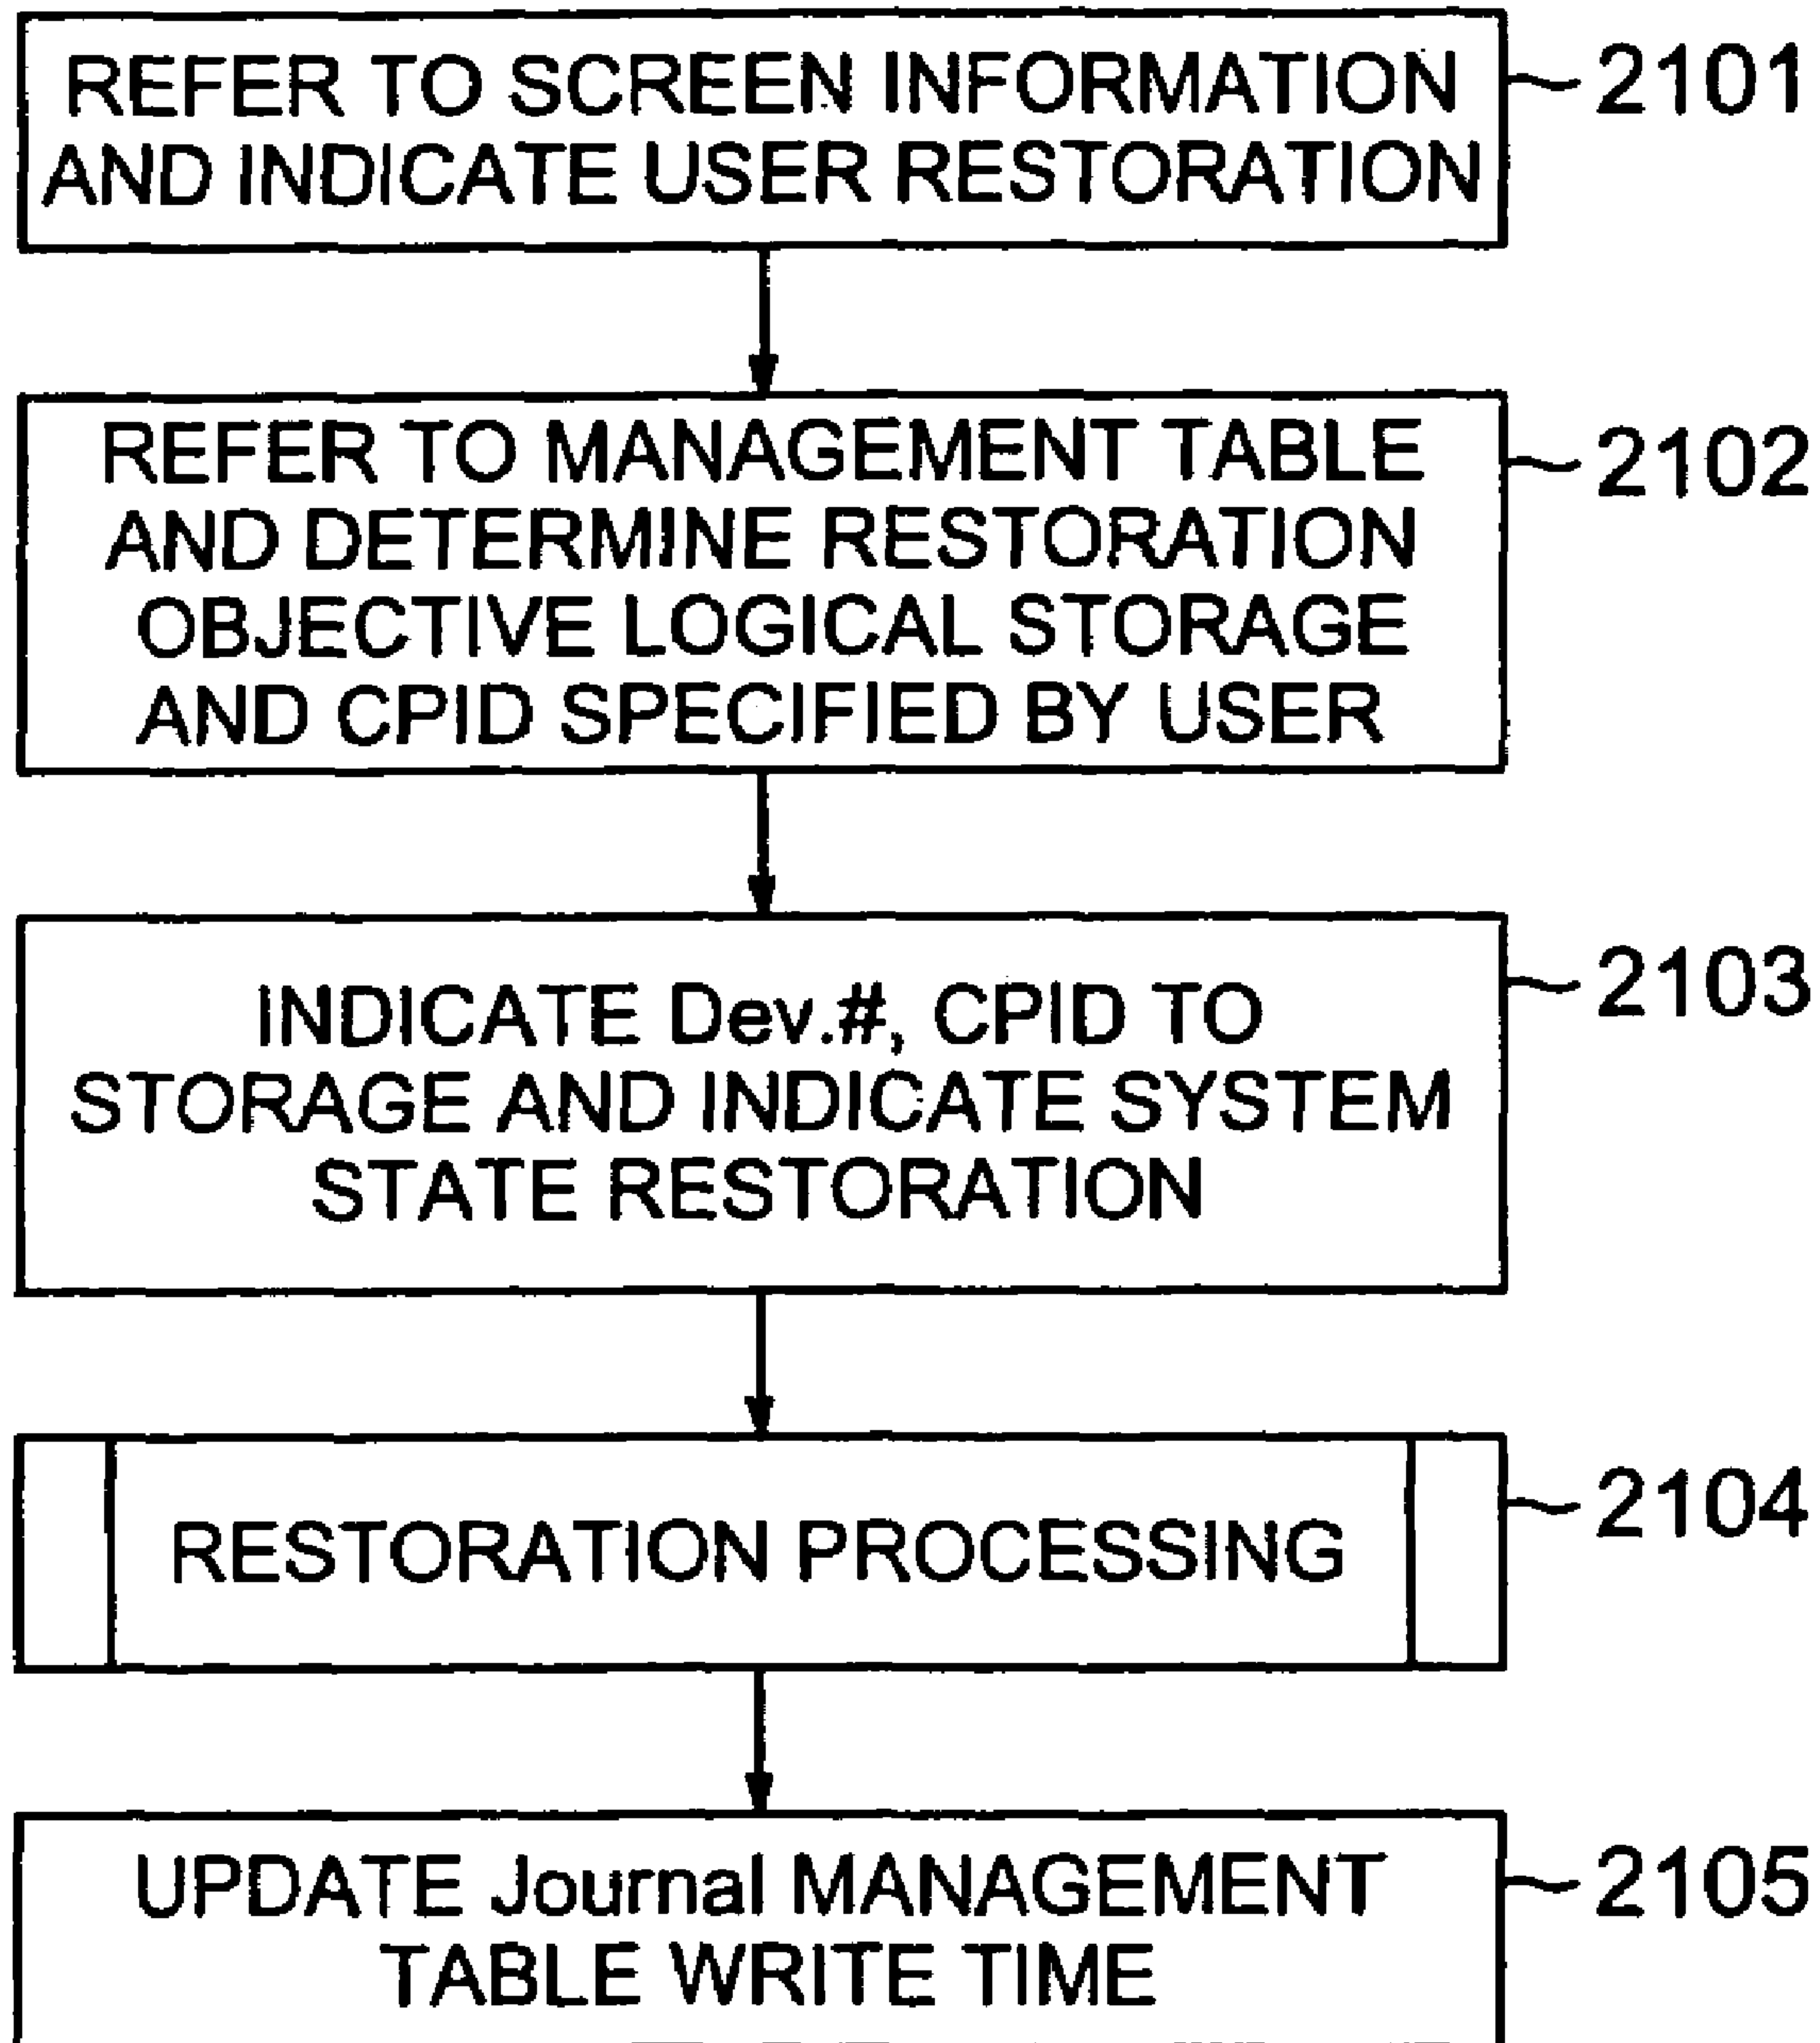 REFER TO SCREEN INFORMATION
AND INDICATE USER RESTORATION
2101
REFER TO MANAGEMENT TABLE
AND DETERMINE RESTORATION
OBJECTIVE LOGICAL STORAGE
AND CPID SPECIFIED BY USER
2102
INDICATE Dev.#, CPID TO
STORAGE AND INDICATE SYSTEM
STATE RESTORATION
2103
RESTORATION PROCESSING
2104
UPDATE Journal MANAGEMENT
TABLE WRITE TIME
2105